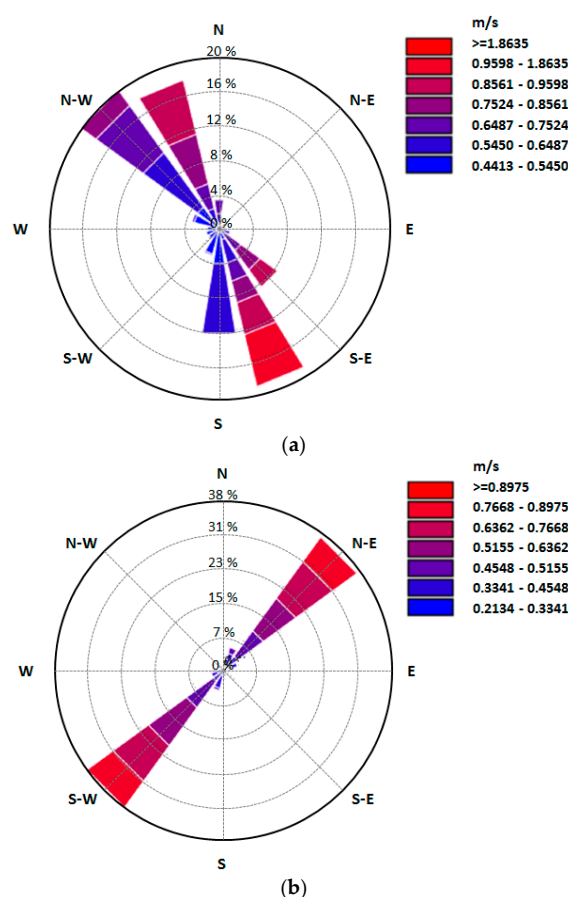 m/s
>=1.8635
0.9598 - 1.8635
0.8561 - 0.9598
0.7524 - 0.8561
0.6487 - 0.7524
0.5450 - 0.6487
0.4413 - 0.5450
N
20 %
16 %
12 %
8 %
4 %
0 %
N-W
N-E
W
E
S-W
S-E
S
(a)
m/s
>=0.8975
0.7668 - 0.8975
0.6362 - 0.7668
0.5155 - 0.6362
0.4548 - 0.5155
0.3341 - 0.4548
0.2134 - 0.3341
N
38 %
31 %
23 %
15 %
7 %
0 %
N-W
N-E
W
E
S-W
S-E
S
(b)